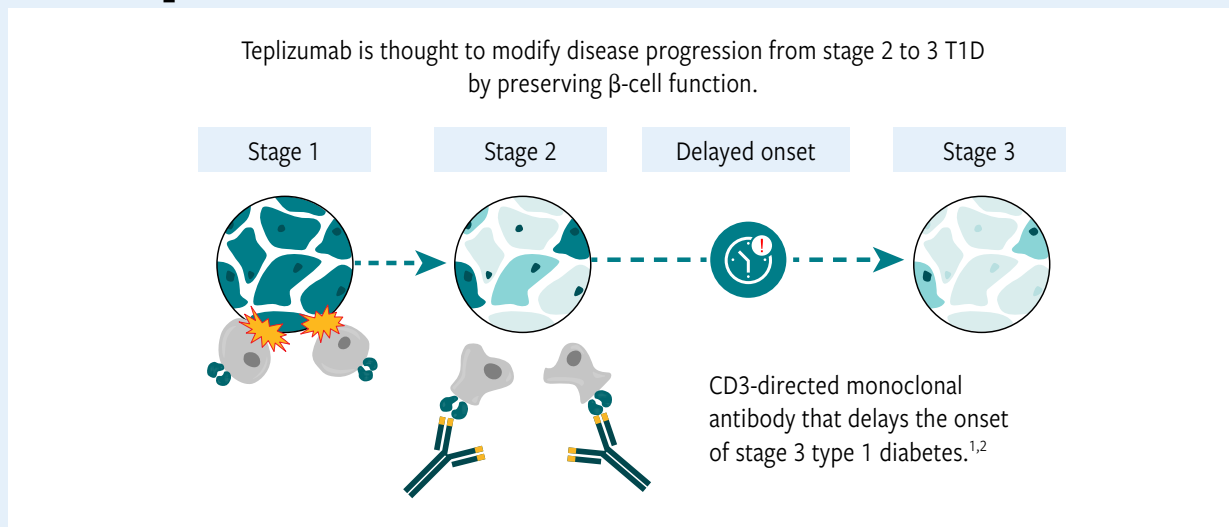 Teplizumab is thought to modify disease progression from stage 2 to 3 T1D
by preserving β-cell function.
Stage 1
Stage 2
Delayed onset
Stage 3
!
CD3-directed monoclonal
antibody that delays the onset
of stage 3 type 1 diabetes.1,2